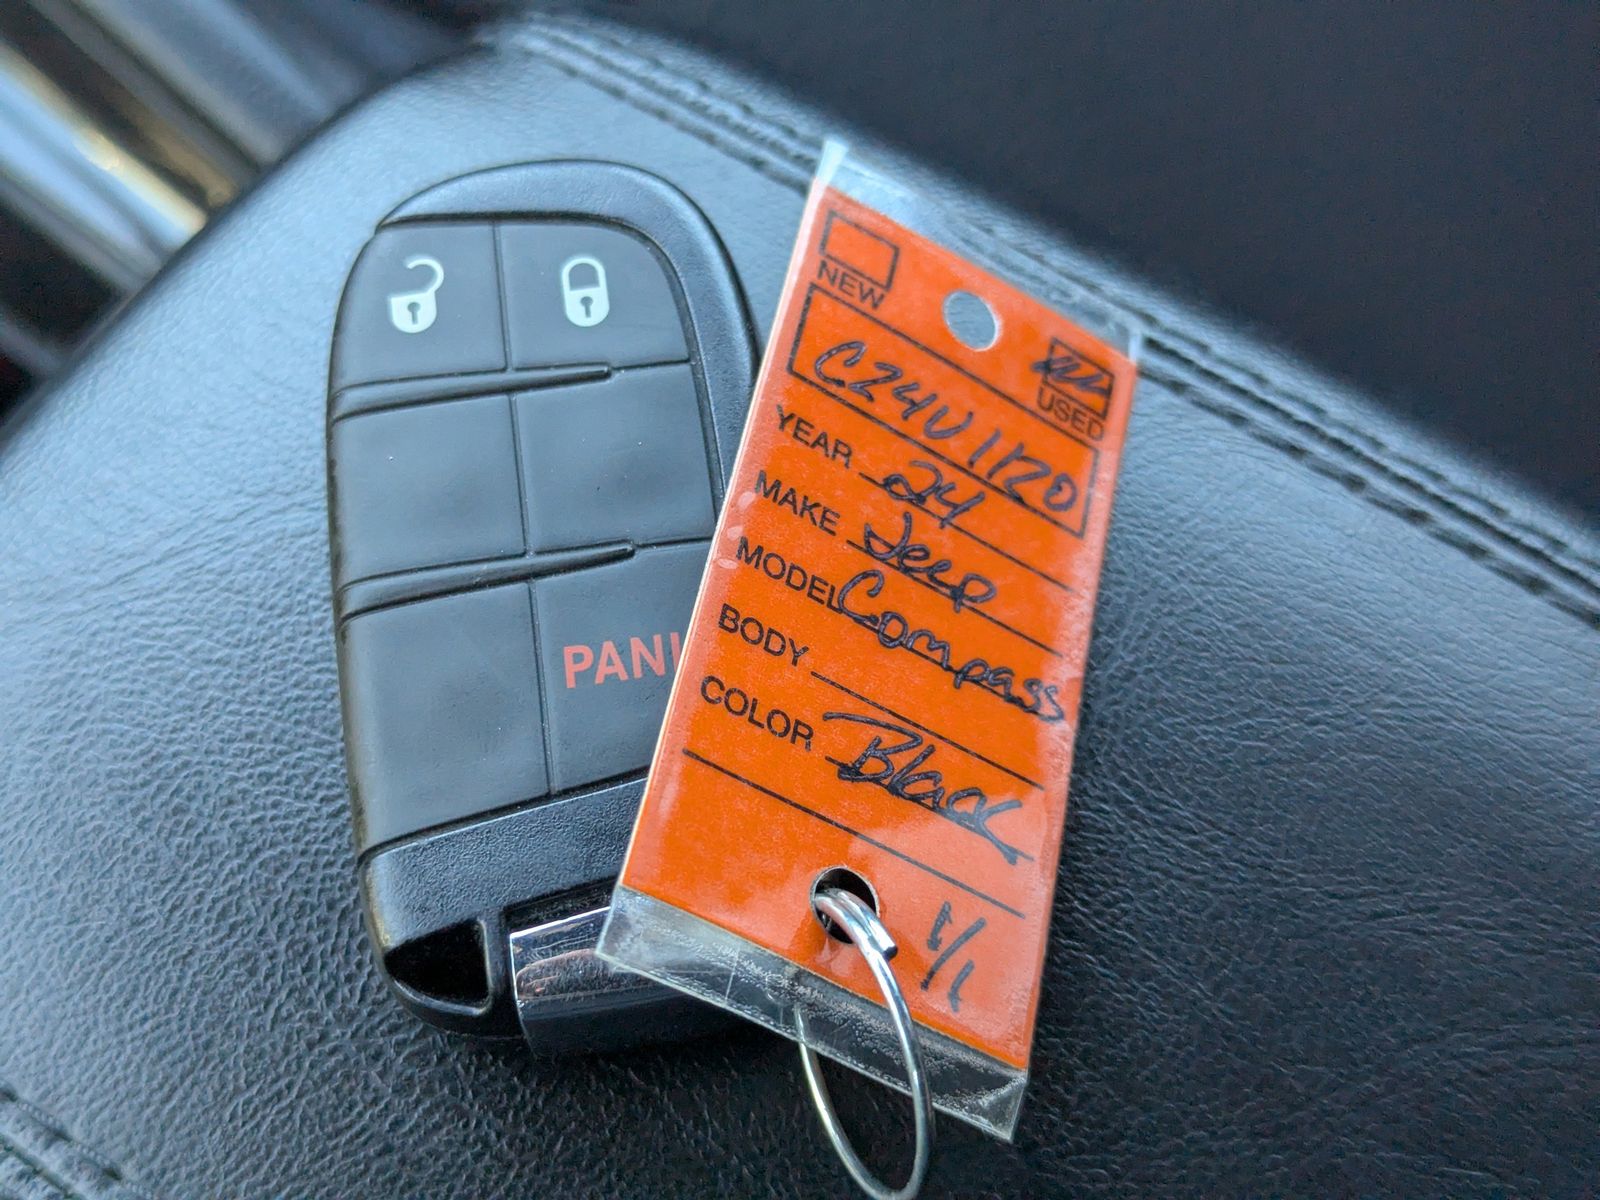 PANI
NEW
USED
C24U1120
YEAR 24
MAKE Jeep
MODEL Compass
BODY
COLOR Black
1/1